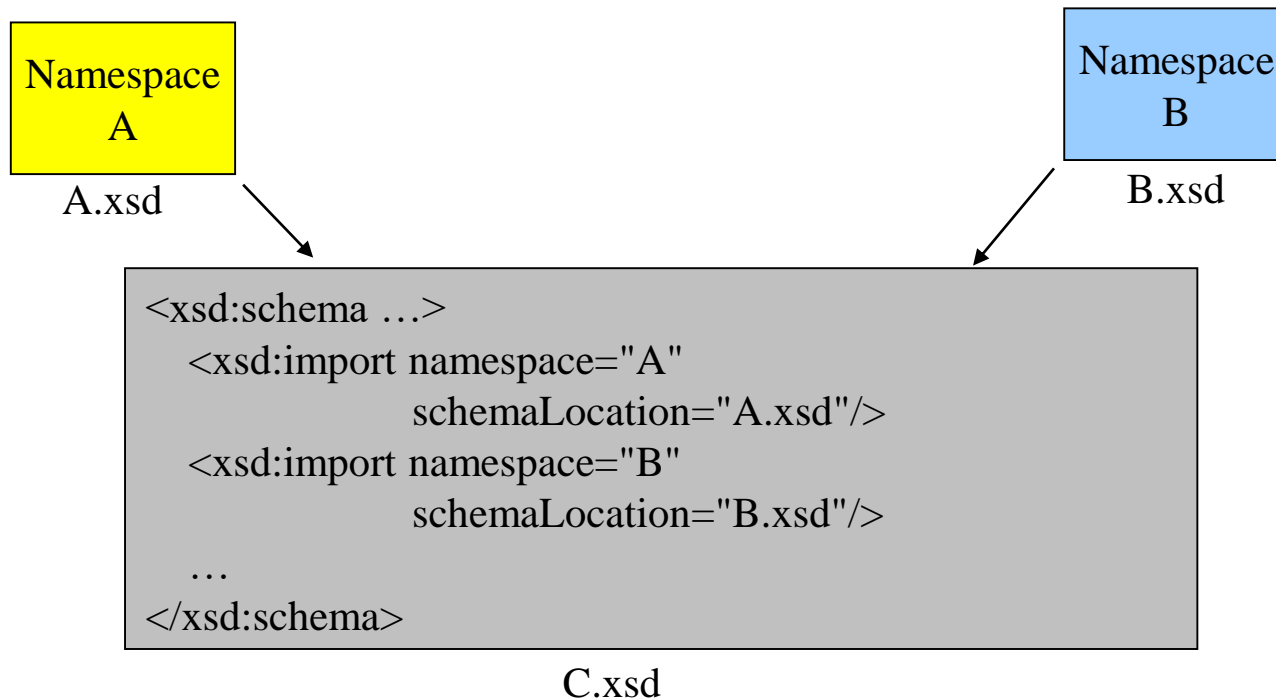 Namespace
A
A.xsd
Namespace
B
B.xsd
<xsd:schema …>
<xsd:import namespace="A"
schemaLocation="A.xsd"/>
<xsd:import namespace="B"
schemaLocation="B.xsd"/>
…
</xsd:schema>
C.xsd